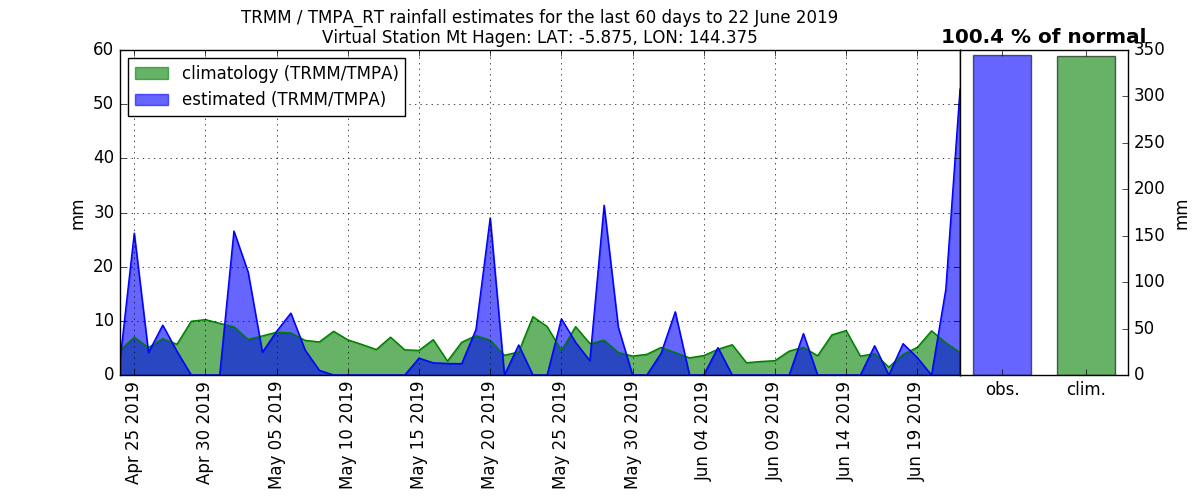 TRMM / TMPA_RT rainfall estimates for the last 60 days to 22 June 2019
Virtual Station Mt Hagen: LAT: -5.875, LON: 144.375
100.4 % of normal
climatology (TRMM/TMPA)
estimated (TRMM/TMPA)
60
50
40
30
20
10
0
mm
350
300
250
200
150
100
50
0
mm
Apr 25 2019
Apr 30 2019
May 05 2019
May 10 2019
May 15 2019
May 20 2019
May 25 2019
May 30 2019
Jun 04 2019
Jun 09 2019
Jun 14 2019
Jun 19 2019
obs.
clim.